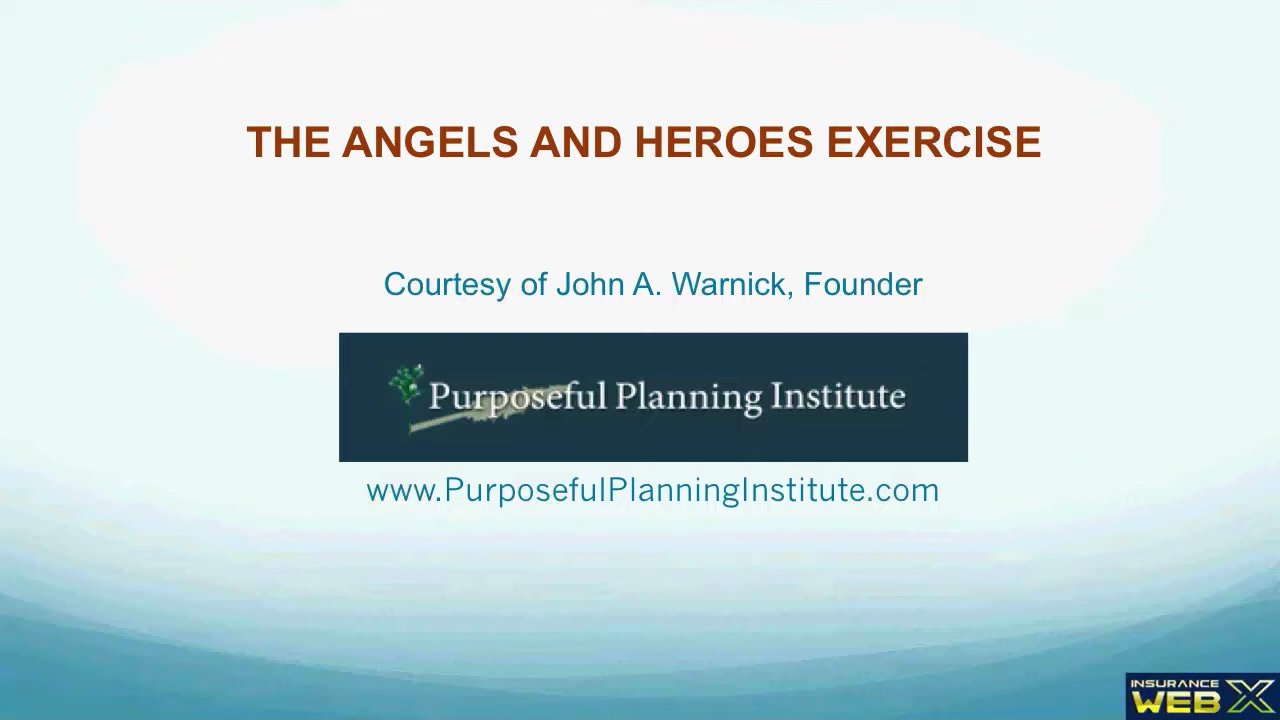 THE ANGELS AND HEROES EXERCISE
Courtesy of John A. Warnick, Founder
Purposeful Planning Institute
www.PurposefulPlanningInstitute.com
INSURANCE
WEB X